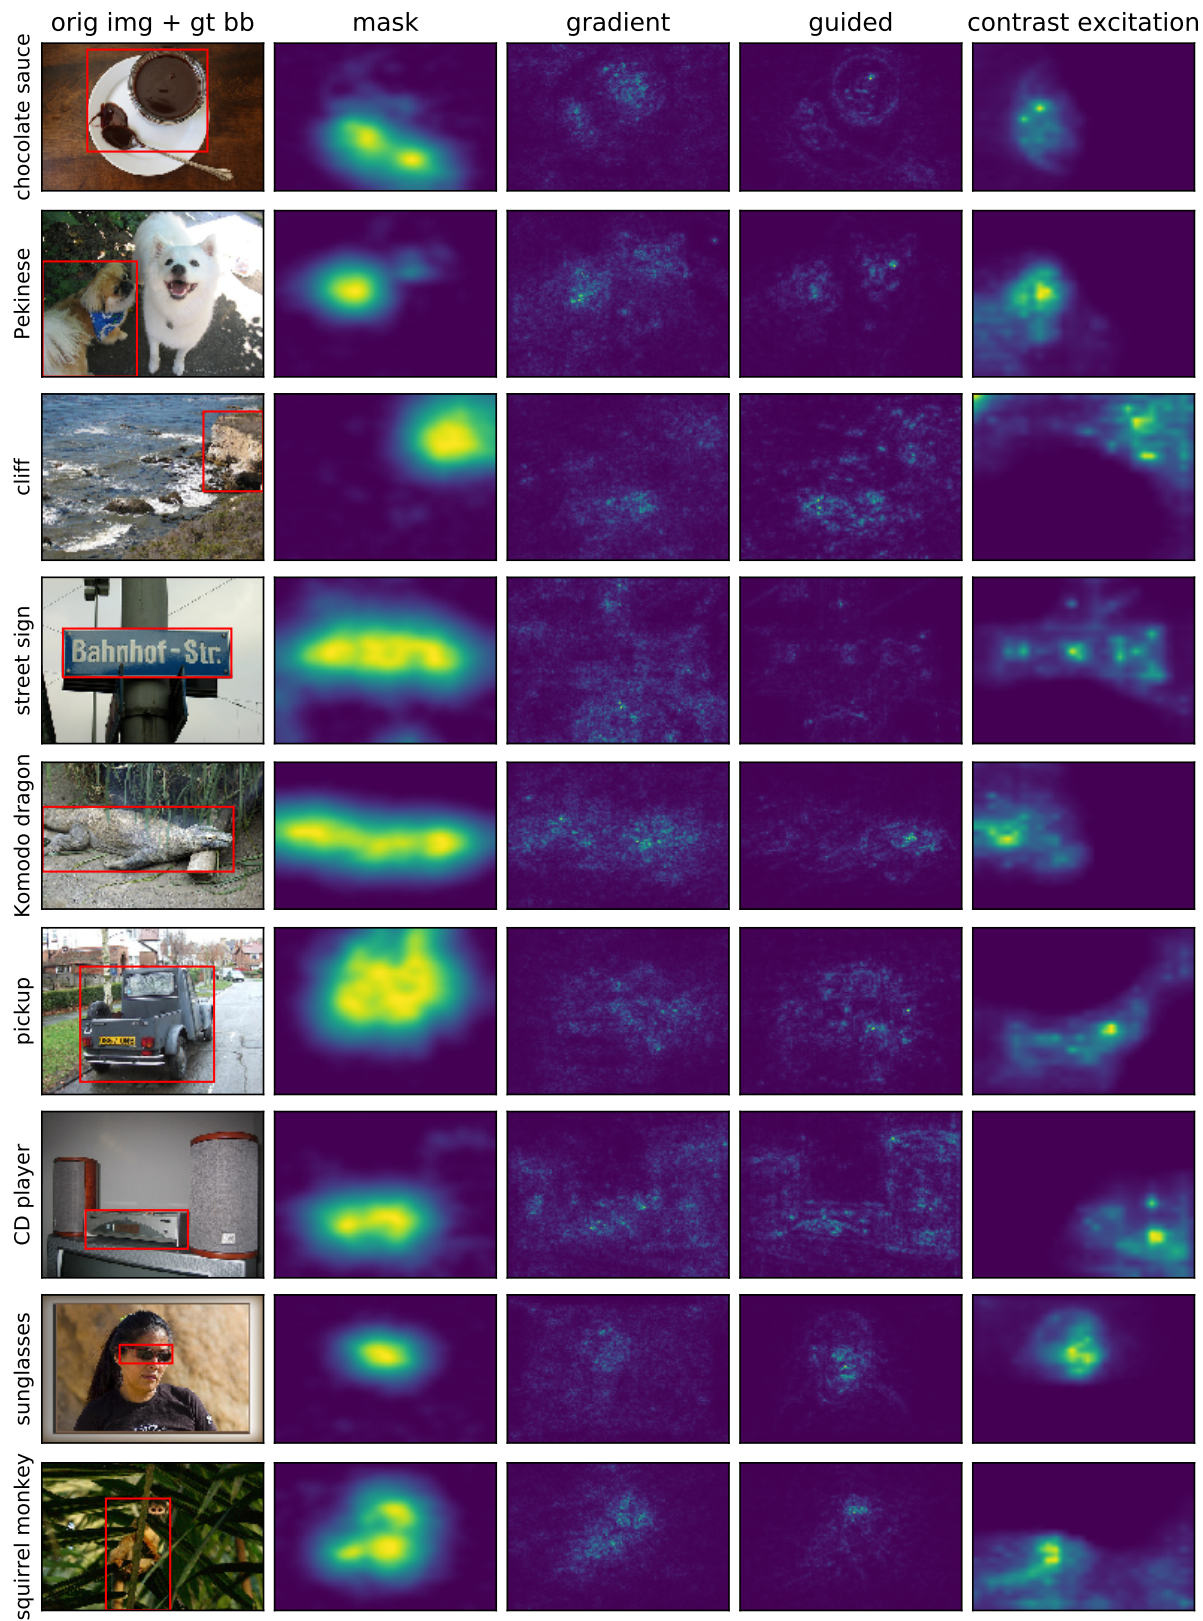 orig img + gt bb mask gradient guided contrast excitation
chocolate sauce
Pekinese
cliff
street sign
Bahnhof-Str.
Komodo dragon
pickup
CD player
sunglasses
squirrel monkey